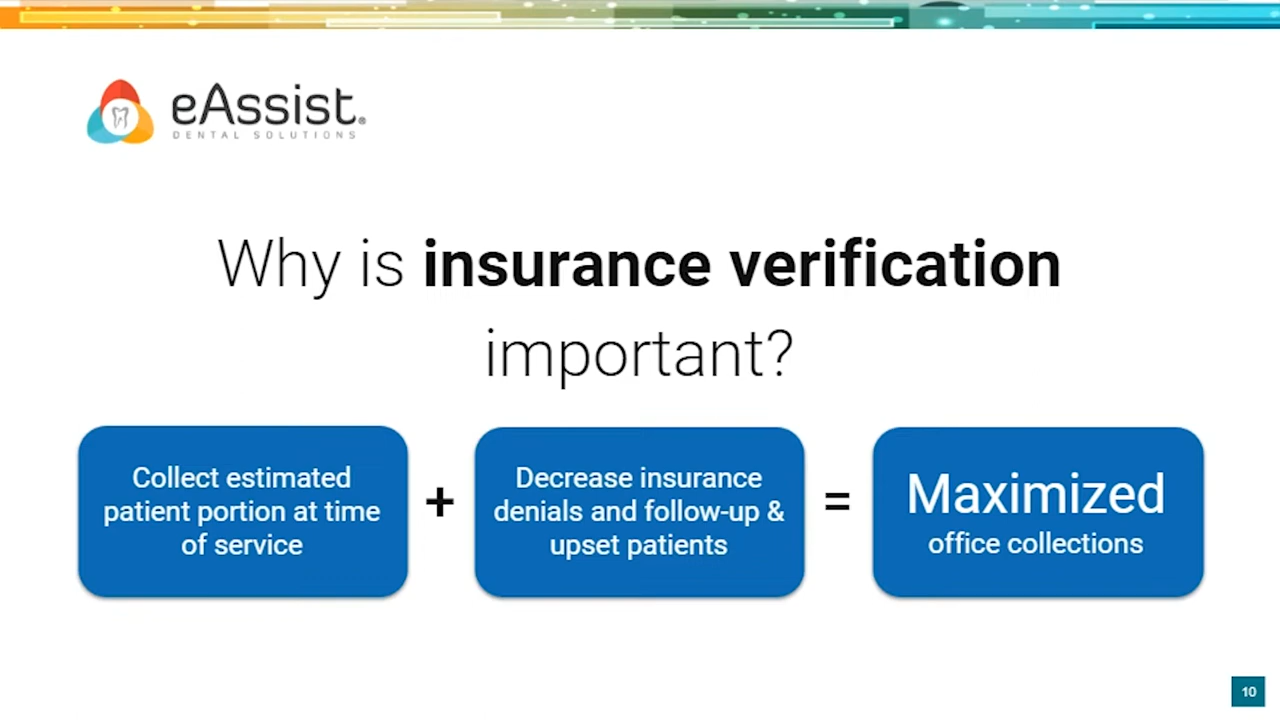 eAssist®
DENTAL SOLUTIONS
Why is insurance verification
important?
Collect estimated
patient portion at time
of service
+
Decrease insurance
denials and follow-up &
upset patients
=
Maximized
office collections
10